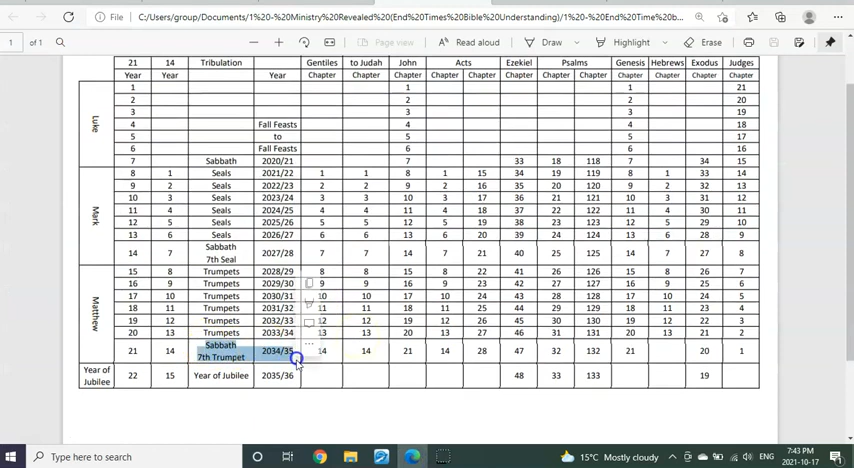 File C:/Users/group/Documents/1%20-%20Ministry%20Revealed%20(End%20Times%20Bible%20Understanding)/1%20-%20End%20Time%20b...
1 of 1 Page view Read aloud Draw Highlight Erase
21 14 Tribulation Gentiles to Judah John Acts Ezekiel Psalms Genesis Hebrews Exodus Judges
Year Year Year Chapter Chapter Chapter Chapter Chapter Chapter Chapter Chapter Chapter Chapter Chapter Chapter
Luke
1 1 1 21
2 2 2 20
3 3 3 19
4 Fall Feasts 4 4 18
5 to 5 5 17
6 Fall Feasts 6 6 16
7 Sabbath 2020/21 7 33 18 118 7 34 15
Mark
8 1 Seals 2021/22 1 1 8 1 15 34 19 119 8 1 33 14
9 2 Seals 2022/23 2 2 9 2 16 35 20 120 9 2 32 13
10 3 Seals 2023/24 3 3 10 3 17 36 21 121 10 3 31 12
11 4 Seals 2024/25 4 4 11 4 18 37 22 122 11 4 30 11
12 5 Seals 2025/26 5 5 12 5 19 38 23 123 12 5 29 10
13 6 Seals 2026/27 6 6 13 6 20 39 24 124 13 6 28 9
14 7 Sabbath 7th Seal 2027/28 7 7 14 7 21 40 25 125 14 7 27 8
Matthew
15 8 Trumpets 2028/29 8 8 15 8 22 41 26 126 15 8 26 7
16 9 Trumpets 2029/30 9 9 16 9 23 42 27 127 16 9 25 6
17 10 Trumpets 2030/31 10 10 17 10 24 43 28 128 17 10 24 5
18 11 Trumpets 2031/32 11 11 18 11 25 44 29 129 18 11 23 4
19 12 Trumpets 2032/33 12 12 19 12 26 45 30 130 19 12 22 3
20 13 Trumpets 2033/34 13 13 20 13 27 46 31 131 20 13 21 2
21 14 Sabbath 7th Trumpet 2034/35 14 14 21 14 28 47 32 132 21 20 1
Year of Jubilee 22 15 Year of Jubilee 2035/36 48 33 133 19
Type here to search 15°C Mostly cloudy ENG 7:43 PM 2021-10-17